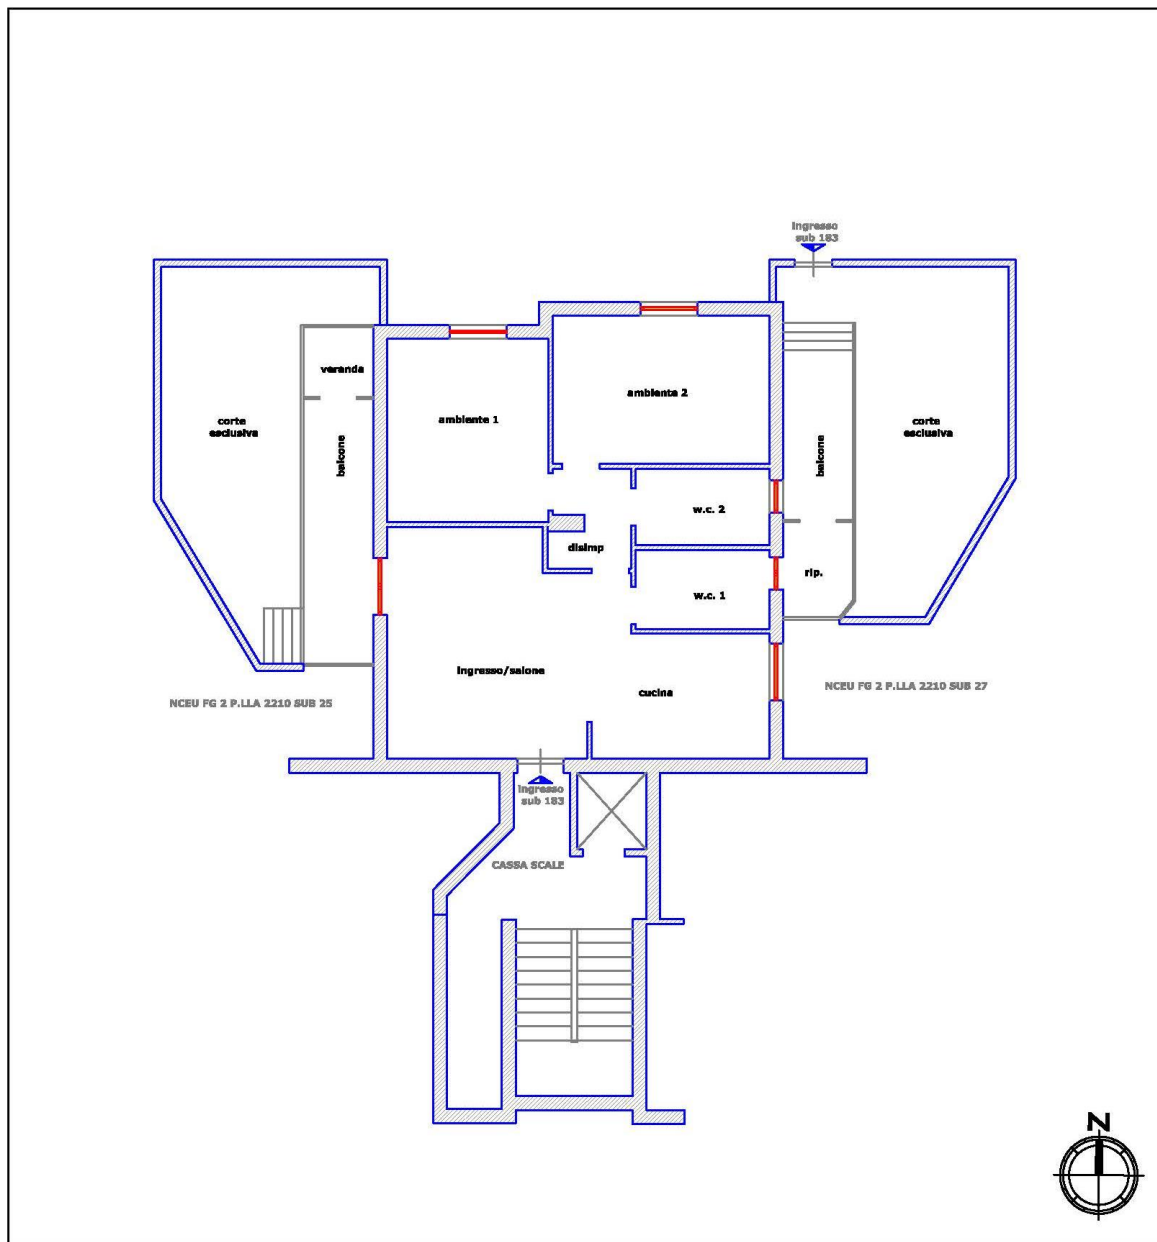 Ingresso
sub 183
veranda
ambiente 2
ambiente 1
corte
esclusiva
corte
esclusiva
balcone
balcone
w.c. 2
disimp
rip.
w.c. 1
ingresso/salone
cucina
NCEU FG 2 P.LLA 2210 SUB 27
NCEU FG 2 P.LLA 2210 SUB 25
Ingresso
sub 183
CASSA SCALE
N